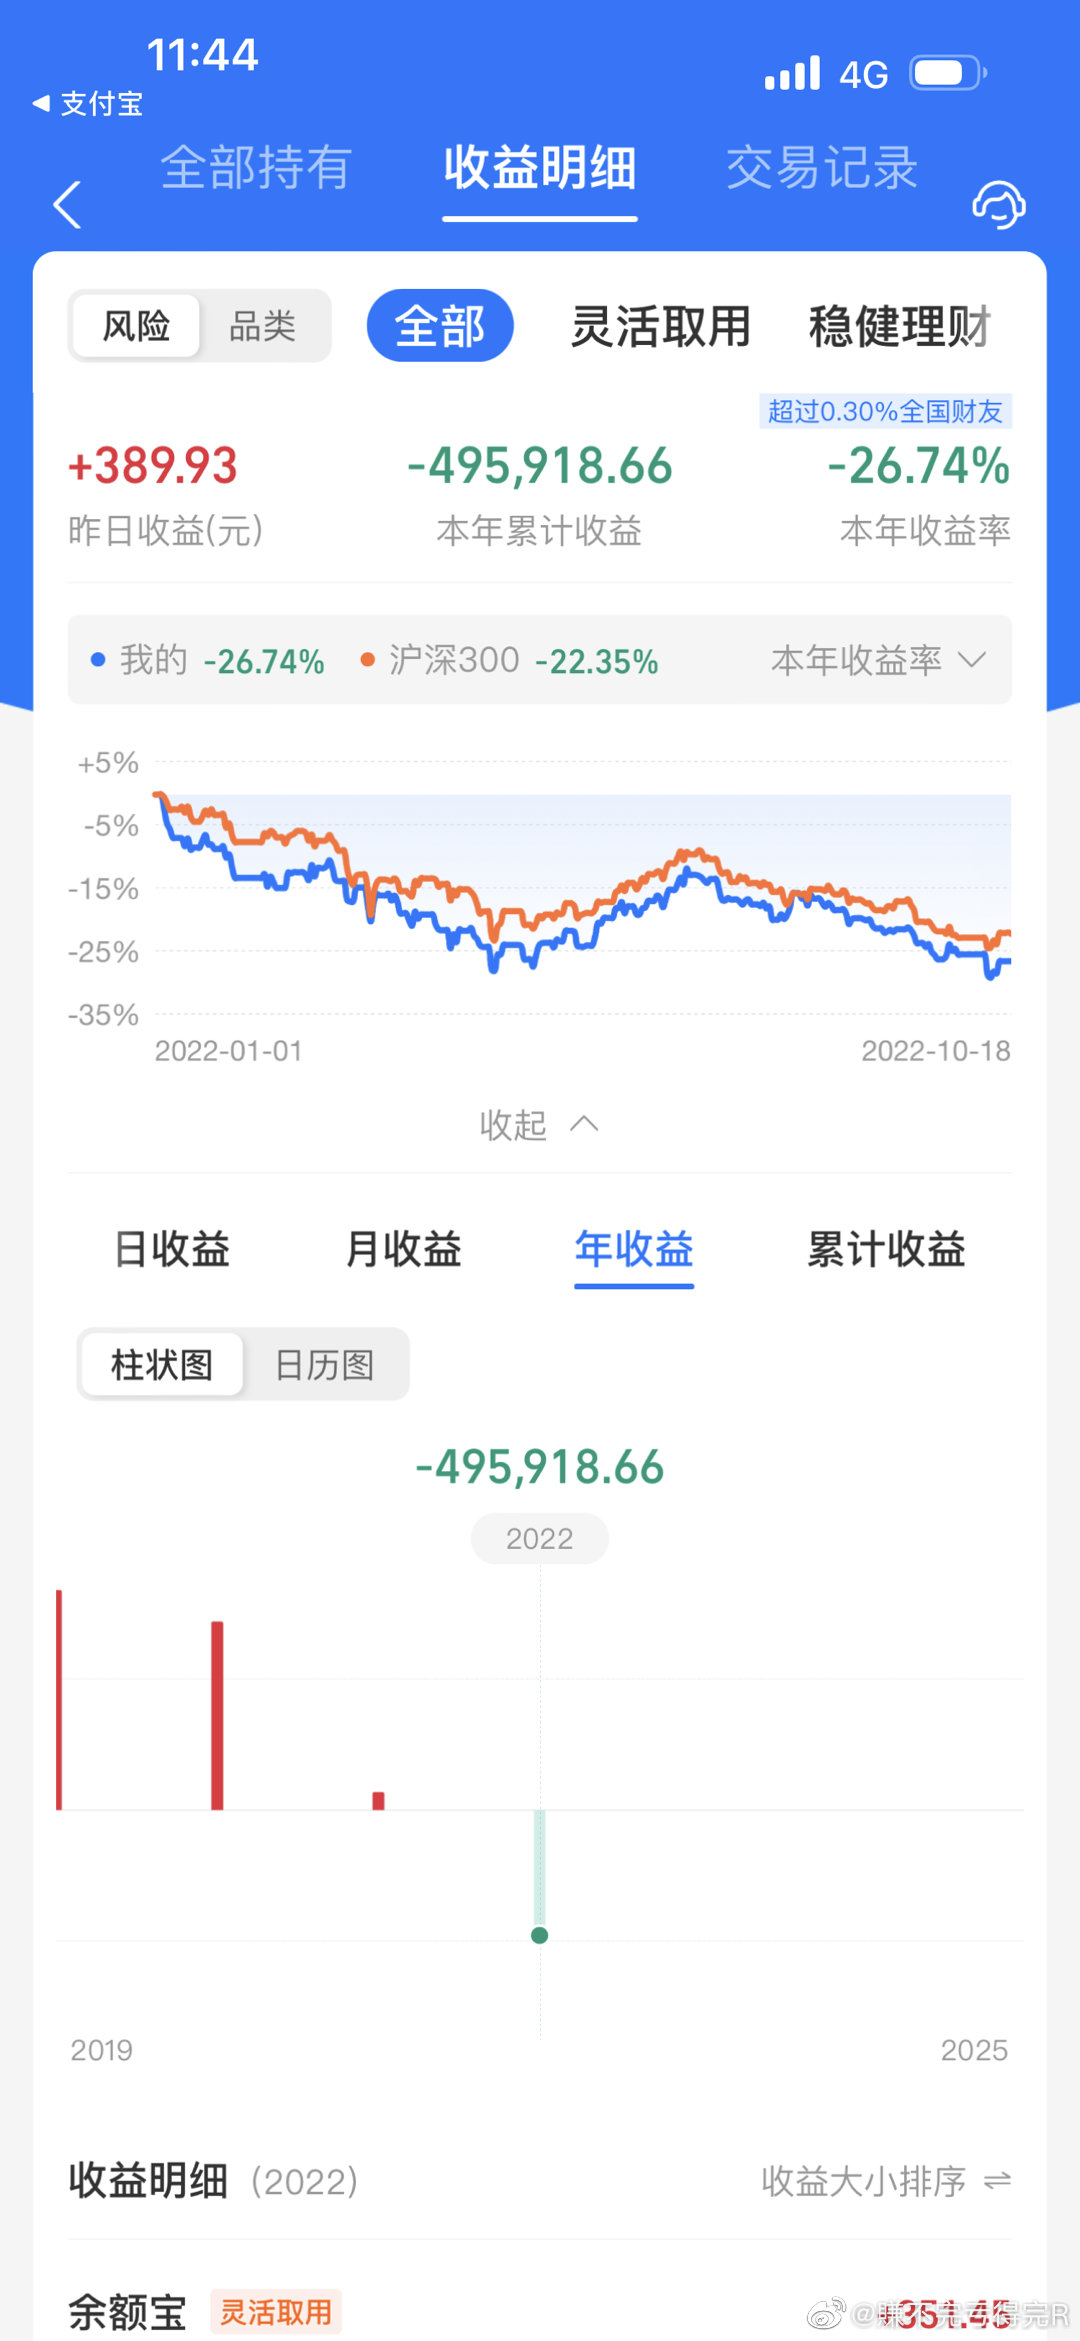 11:44
4G
支付宝
全部持有 收益明细 交易记录
风险 品类 全部 灵活取用 稳健理财
超过0.30%全国财友
+389.93 -495,918.66 -26.74%
昨日收益(元) 本年累计收益 本年收益率
我的 -26.74% 沪深300 -22.35% 本年收益率
+5%
-5%
-15%
-25%
-35%
2022-01-01 2022-10-18
收起
日收益 月收益 年收益 累计收益
柱状图 日历图
-495,918.66
2022
2019 2025
收益明细 (2022) 收益大小排序
余额宝 灵活取用 +351.45